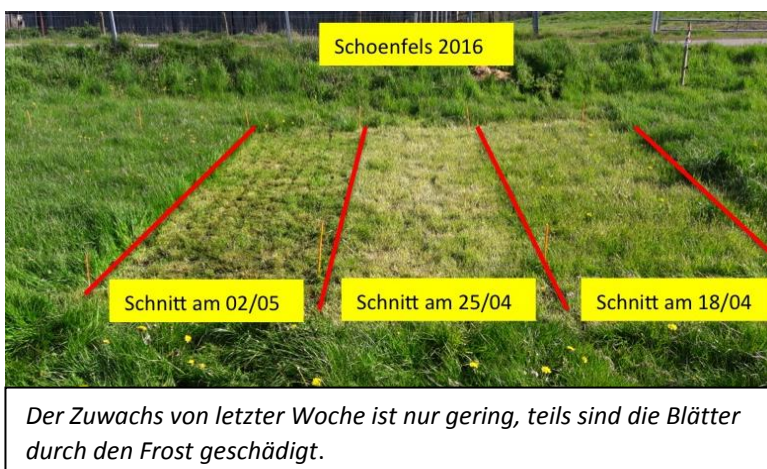 Schoenfels 2016
Schnitt am 02/05
Schnitt am 25/04
Schnitt am 18/04
Der Zuwachs von letzter Woche ist nur gering, teils sind die Blätter
durch den Frost geschädigt.